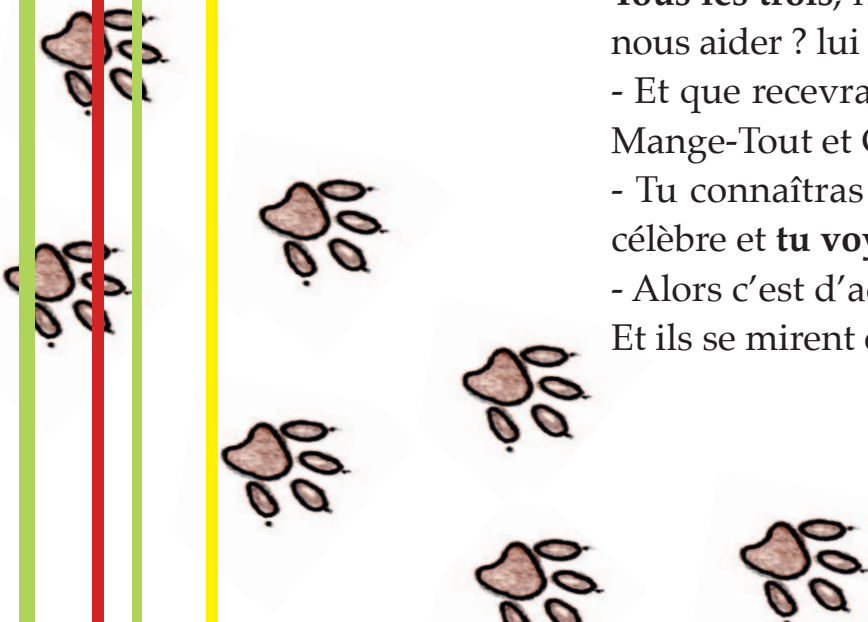 Tous les trois,
nous aider ? lui
- Et que recevra
Mange-Tout et
- Tu connaîtras
célèbre et tu voy
- Alors c'est d'a
Et ils se mirent